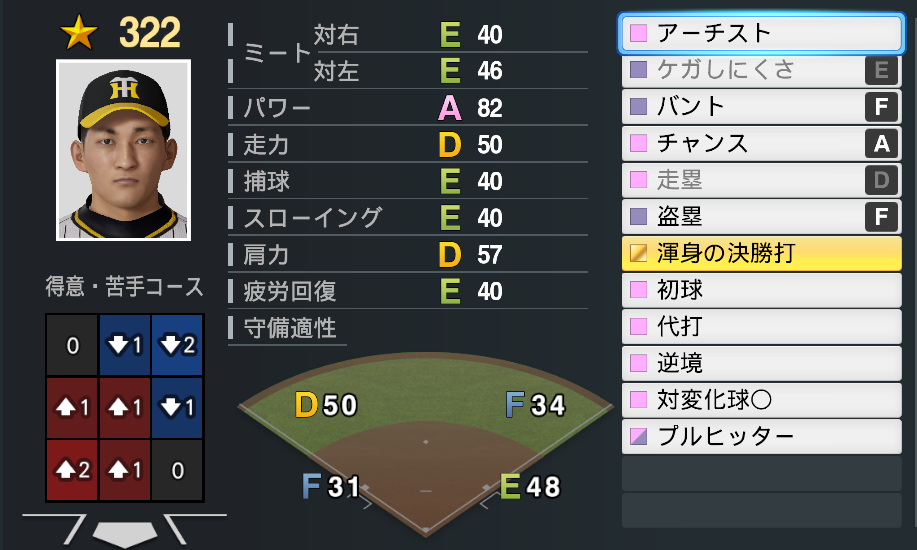 322
ミート 対右 E 40
対左 E 46
パワー A 82
走力 D 50
捕球 E 40
スローイング E 40
肩力 D 57
疲労回復 E 40
守備適性
D 50 F 34
F 31 E 48
得意・苦手コース
0 1 2
1 1 1
2 1 0
アーチスト
ケガしにくさ E
バント F
チャンス A
走塁 D
盗塁 F
渾身の決勝打
初球
代打
逆境
対変化球〇
プルヒッター